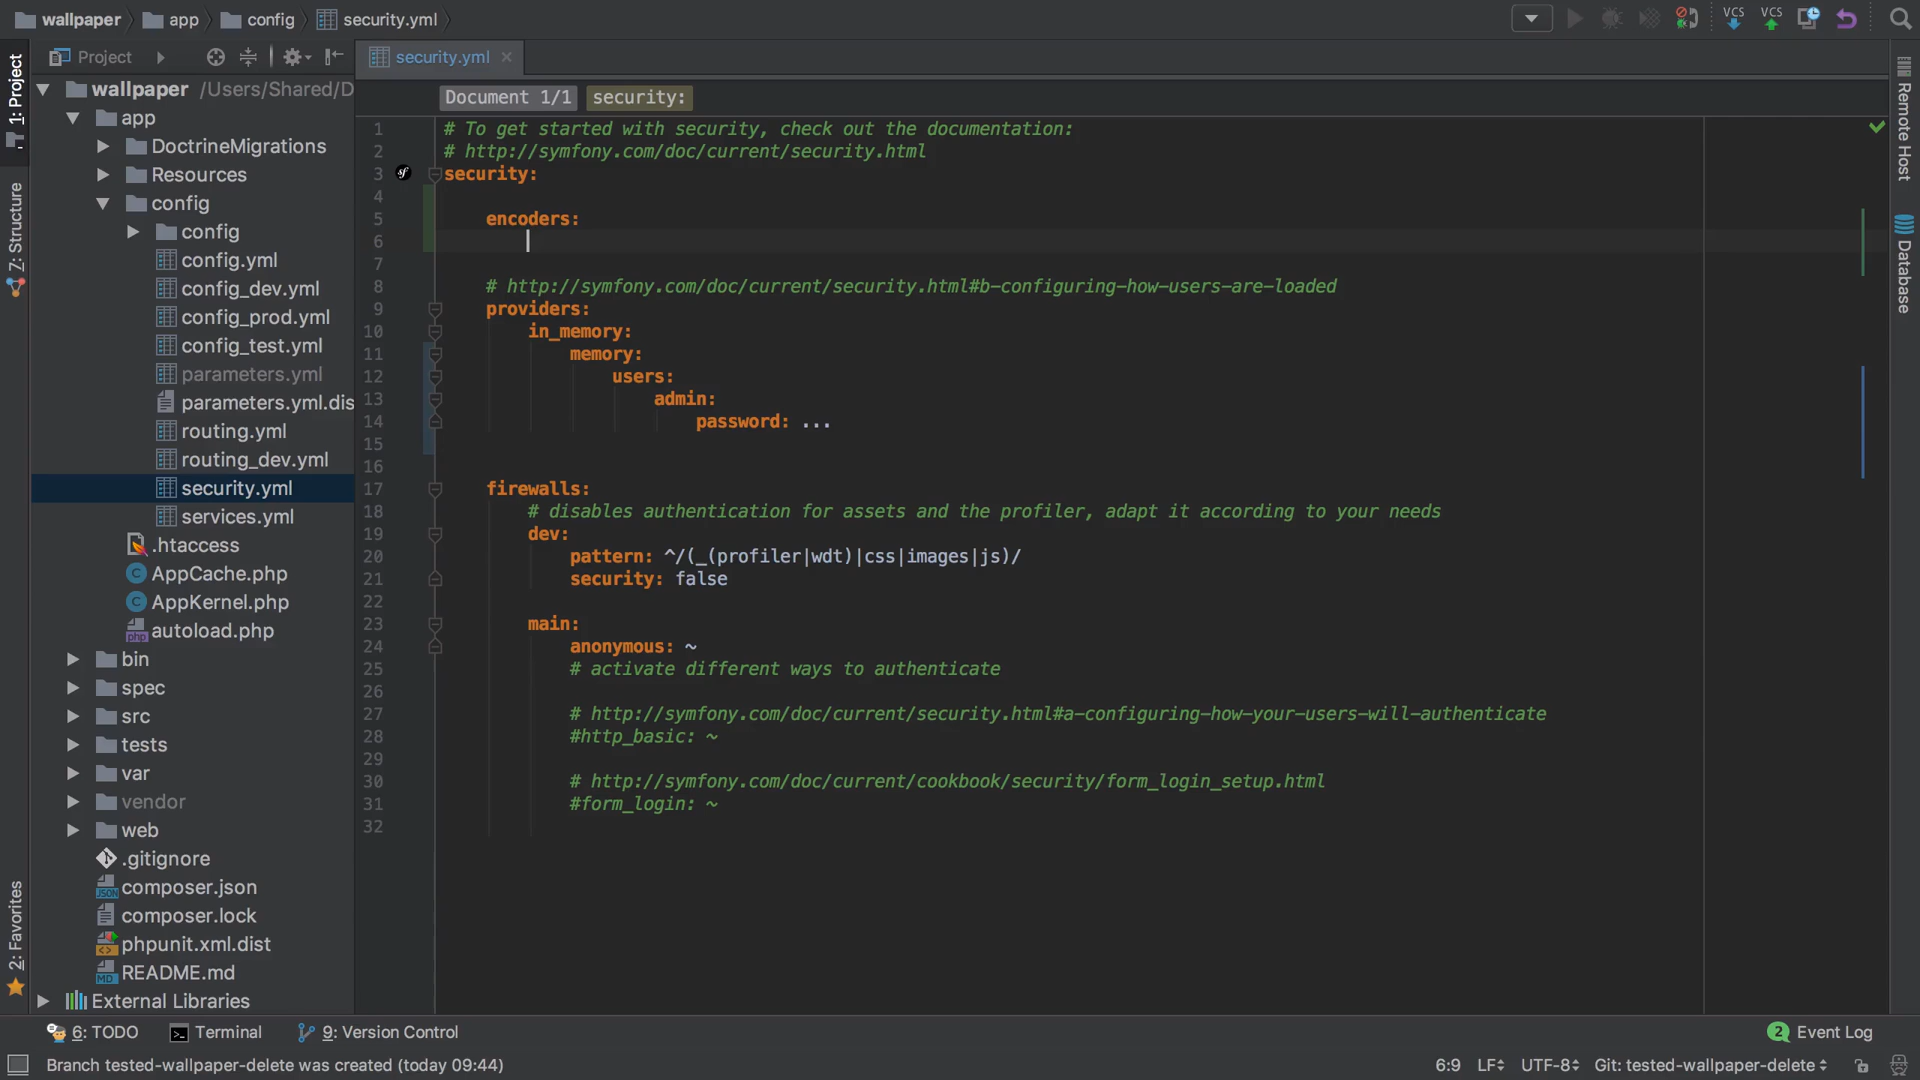 wallpaper app config security.yml
VCS VCS
Project
security.yml
1: Project
Z: Structure
2: Favorites
wallpaper /Users/Shared/D
app
DoctrineMigrations
Resources
config
config
config.yml
config_dev.yml
config_prod.yml
config_test.yml
parameters.yml
parameters.yml.dis
routing.yml
routing_dev.yml
security.yml
services.yml
.htaccess
AppCache.php
AppKernel.php
autoload.php
bin
spec
src
tests
var
vendor
web
.gitignore
composer.json
composer.lock
phpunit.xml.dist
README.md
External Libraries
Document 1/1 security:
1 # To get started with security, check out the documentation:
2 # http://symfony.com/doc/current/security.html
3 security:
4
5 encoders:
6
7
8 # http://symfony.com/doc/current/security.html#b-configuring-how-users-are-loaded
9 providers:
10 in_memory:
11 memory:
12 users:
13 admin:
14 password: ...
15
16
17 firewalls:
18 # disables authentication for assets and the profiler, adapt it according to your needs
19 dev:
20 pattern: ^/(_(profiler|wdt)|css|images|js)/
21 security: false
22
23 main:
24 anonymous: ~
25 # activate different ways to authenticate
26
27 # http://symfony.com/doc/current/security.html#a-configuring-how-your-users-will-authenticate
28 #http_basic: ~
29
30 # http://symfony.com/doc/current/cookbook/security/form_login_setup.html
31 #form_login: ~
32
Remote Host
Database
6: TODO Terminal 9: Version Control
2 Event Log
Branch tested-wallpaper-delete was created (today 09:44)
6:9 LF UTF-8 Git: tested-wallpaper-delete